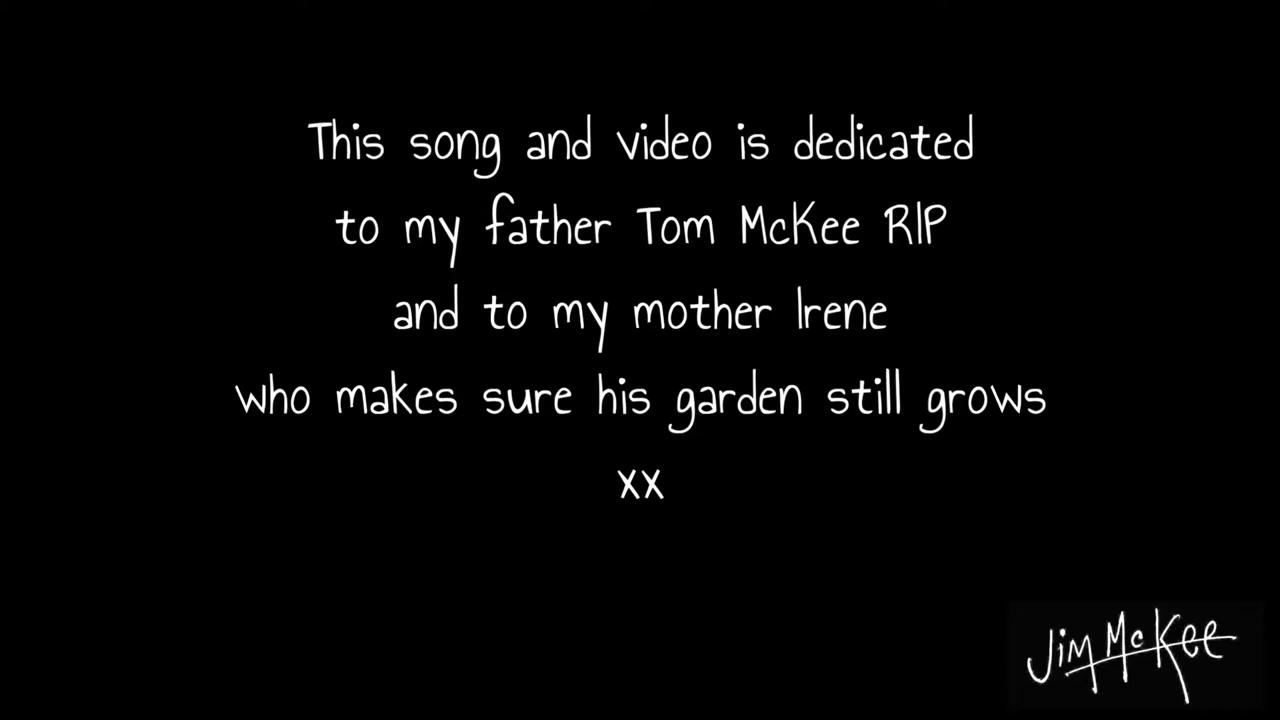 This song and video is dedicated
to my father Tom McKee RIP
and to my mother Irene
who makes sure his garden still grows
xx
Jim McKee